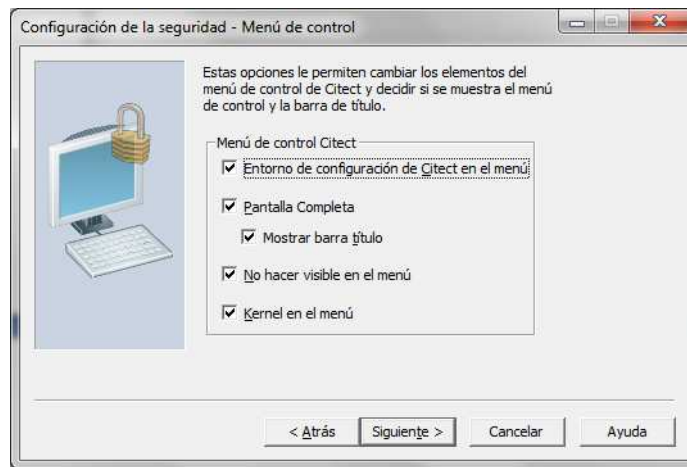 Configuración de la seguridad - Menú de control
Estas opciones le permiten cambiar los elementos del
menú de control de Citect y decidir si se muestra el menú
de control y la barra de título.
Menú de control Citect
Entorno de configuración de Citect en el menú
Pantalla Completa
Mostrar barra título
No hacer visible en el menú
Kernel en el menú
< Atrás
Siguiente >
Cancelar
Ayuda